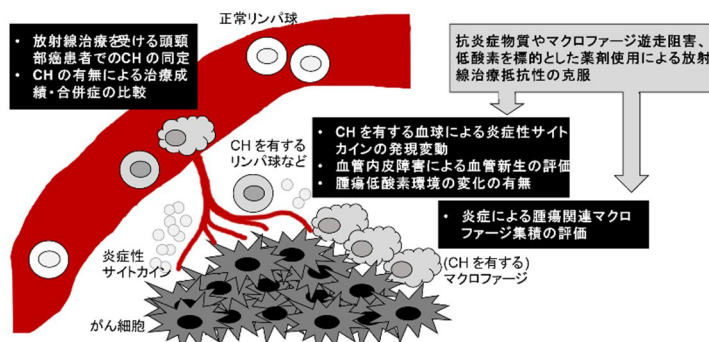 正常リンパ球
• 放射線治療を受ける頭頸
部癌患者でのCHの同定
• CHの有無による治療成
績・合併症の比較
抗炎症物質やマクロファージ遊走阻害、
低酸素を標的とした薬剤使用による放射
線治療抵抗性の克服
CHを有する
リンパ球など
• CHを有する血球による炎症性サイト
カインの発現変動
• 血管内皮障害による血管新生の評価
• 腫瘍低酸素環境の変化の有無
• 炎症による腫瘍関連マクロ
ファージ集積の評価
炎症性
サイトカイン
(CHを有する)
マクロファージ
がん細胞